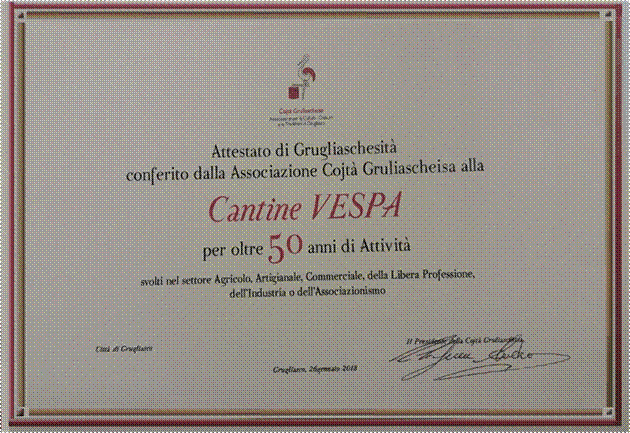 Cojtà Gruliascheisa
Attestato di Grugliaschesità
conferito dalla Associazione Cojtà Gruliascheisa alla
Cantine VESPA
per oltre 50 anni di Attività
svolti nel settore Agricolo, Artigianale, Commerciale, della Libera Professione,
dell'Industria o dell'Associazionismo
Città di Grugliasco
Il Presidente della Cojtà Gruliascheisa
Grugliasco, 26gennaio 2018